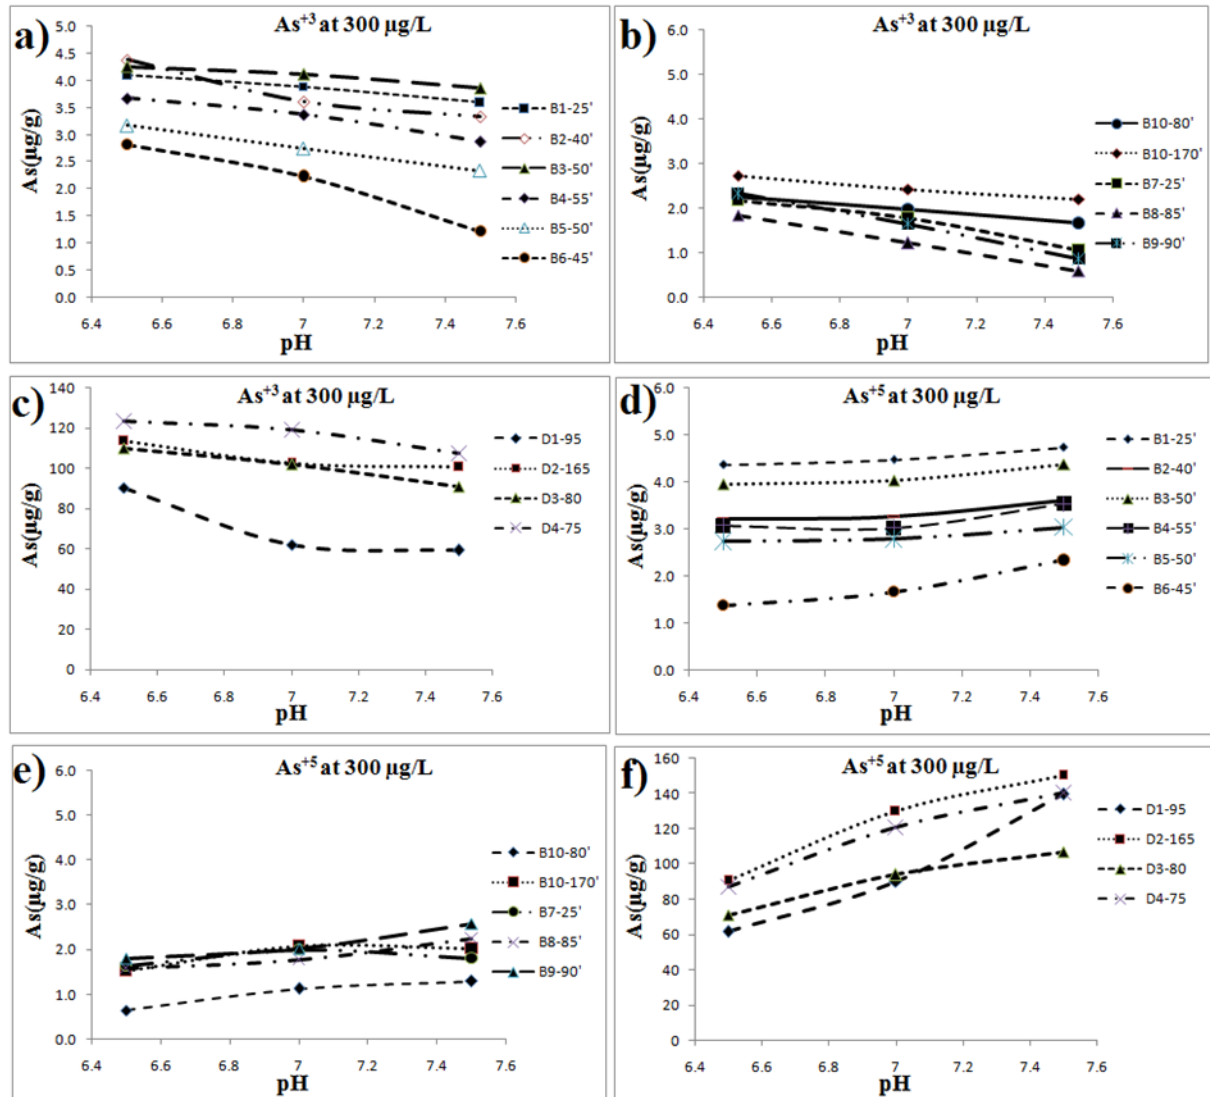 a)
As+3 at 300 µg/L
As(µg/g)
5.0
4.5
4.0
3.5
3.0
2.5
2.0
1.5
1.0
0.5
0.0
6.4 6.6 6.8 7 7.2 7.4 7.6
pH
B1-25'
B2-40'
B3-50'
B4-55'
B5-50'
B6-45'
b)
As+3 at 300 µg/L
As(µg/g)
6.0
5.0
4.0
3.0
2.0
1.0
0.0
6.4 6.6 6.8 7 7.2 7.4 7.6
pH
B10-80'
B10-170'
B7-25'
B8-85'
B9-90'
c)
As+3 at 300 µg/L
As(µg/g)
140
120
100
80
60
40
20
0
6.4 6.6 6.8 7 7.2 7.4 7.6
pH
D1-95
D2-165
D3-80
D4-75
d)
As+5 at 300 µg/L
As(µg/g)
6.0
5.0
4.0
3.0
2.0
1.0
0.0
6.4 6.6 6.8 7 7.2 7.4 7.6
pH
B1-25'
B2-40'
B3-50'
B4-55'
B5-50'
B6-45'
e)
As+5 at 300 µg/L
As(µg/g)
6.0
5.0
4.0
3.0
2.0
1.0
0.0
6.4 6.6 6.8 7 7.2 7.4 7.6
pH
B10-80'
B10-170'
B7-25'
B8-85'
B9-90'
f)
As+5 at 300 µg/L
As(µg/g)
160
140
120
100
80
60
40
20
0
6.4 6.6 6.8 7 7.2 7.4 7.6
pH
D1-95
D2-165
D3-80
D4-75